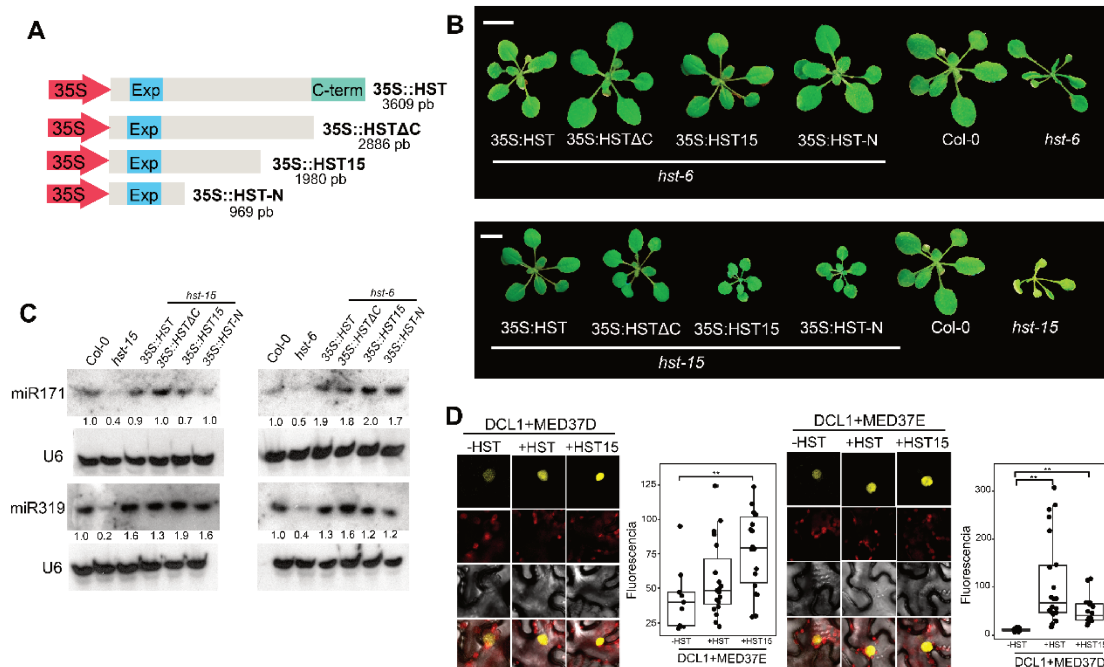 A
35S Exp C-term 35S::HST
3609 pb
35S Exp 35S::HSTΔC
2886 pb
35S Exp 35S::HST15
1980 pb
35S Exp 35S::HST-N
969 pb
B
35S:HST 35S:HSTΔC 35S:HST15 35S:HST-N Col-0 hst-6
hst-6
35S:HST 35S:HSTΔC 35S:HST15 35S:HST-N Col-0 hst-15
hst-15
C
hst-15
Col-0 hst-15 35S::HST 35S::HSTΔC 35S::HST15 35S::HST-N
hst-6
Col-0 hst-6 35S::HST 35S::HSTΔC 35S::HST15 35S::HST-N
miR171
1.0 0.4 0.9 1.0 0.7 1.0
1.0 0.5 1.9 1.8 2.0 1.7
U6
miR319
1.0 0.2 1.6 1.3 1.9 1.6
1.0 0.4 1.3 1.6 1.2 1.2
U6
D
DCL1+MED37D
-HST +HST +HST15
Fluorescencia
125
100
75
50
25
**
-HST +HST +HST15
DCL1+MED37E
DCL1+MED37E
-HST +HST +HST15
Fluorescencia
300
200
100
0
**
**
-HST +HST +HST15
DCL1+MED37D